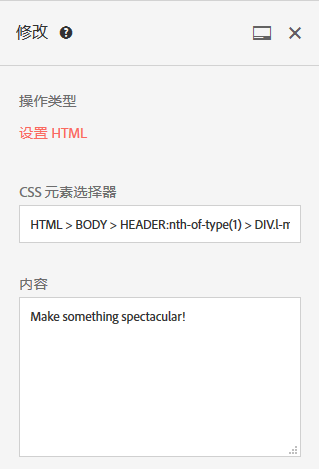 修改
操作类型
设置 HTML
CSS 元素选择器
HTML > BODY > HEADER:nth-of-type(1) > DIV.l-m
内容
Make something spectacular!